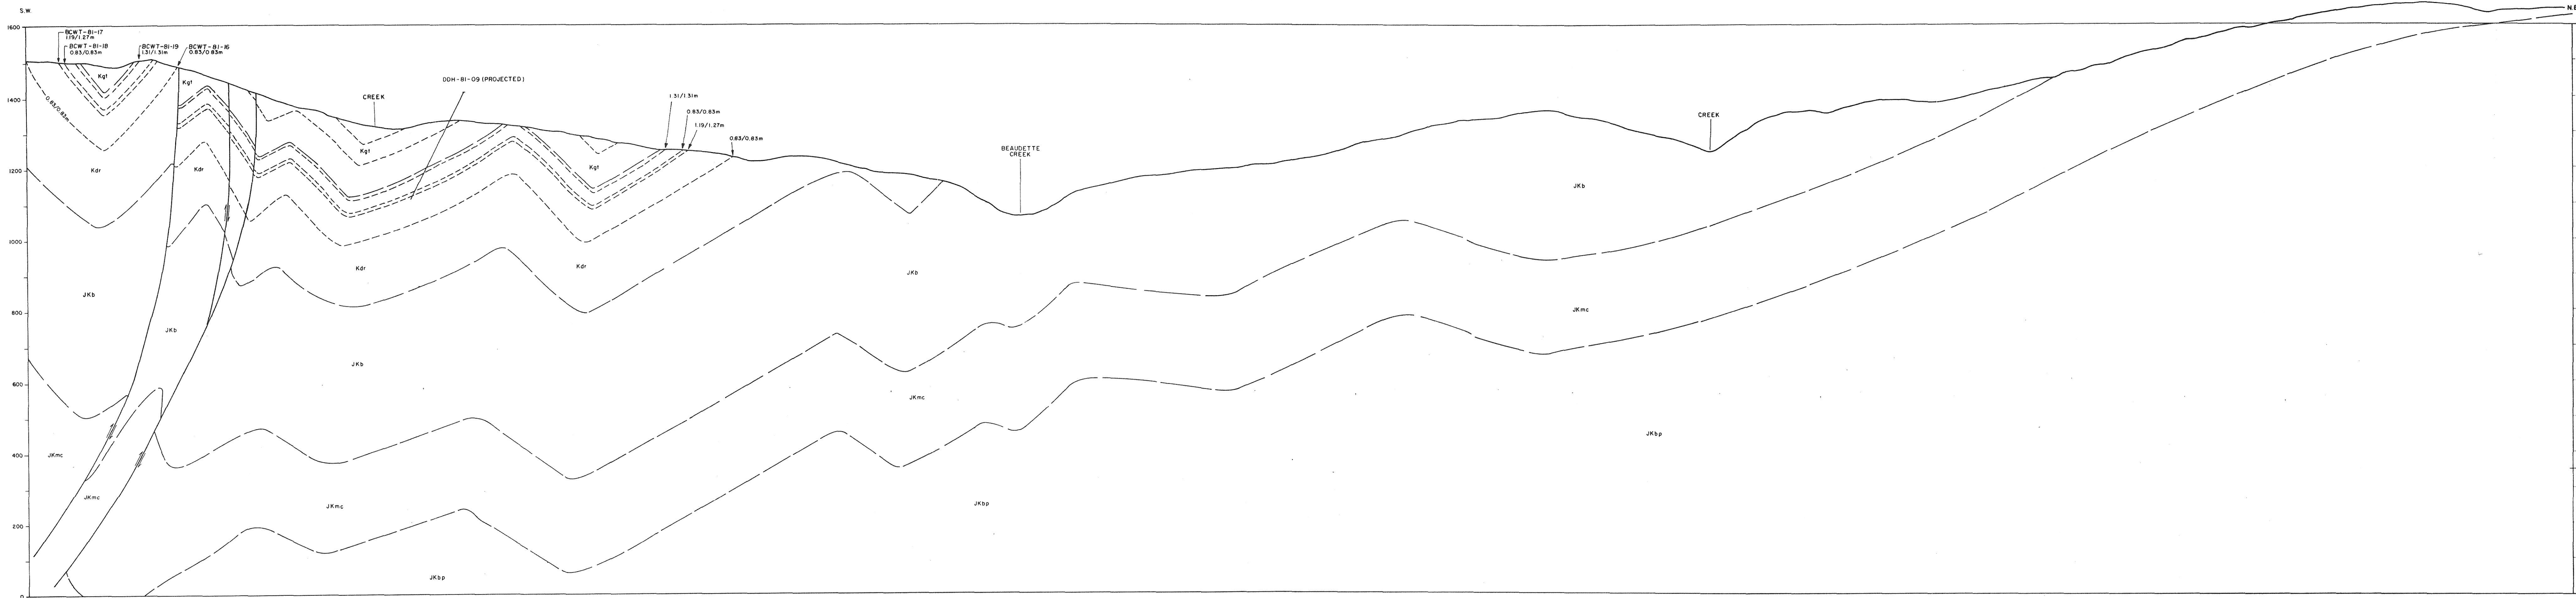 S.W.
N.E
1600
BCWT-81-17
1.19/1.27m
BCWT-81-18
0.83/0.83m
BCWT-81-19
1.31/1.31m
BCWT-81-16
0.83/0.83m
Kgt
Kgt
DDH-81-09 (PROJECTED)
0.83/0.83m
1400
CREEK
1.31/1.31m
0.83/0.83m
1.19/1.27m
0.83/0.83m
CREEK
Kgt
Kgt
BEAUDETTE
CREEK
1200
Kdr
Kdr
JKb
1000
Kdr
Kdr
JKb
JKb
800
JKmc
JKb
JKb
600
JKmc
JKbp
400
JKmc
JKmc
JKmc
JKbp
200
JKbp
0